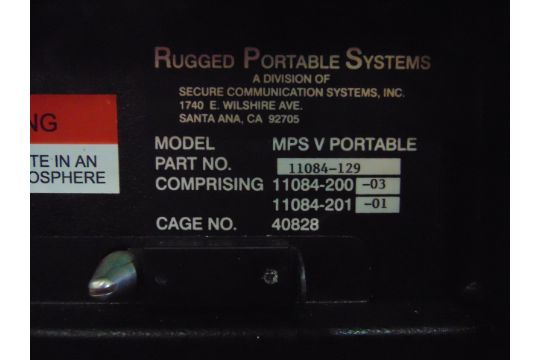 RUGGED PORTABLE SYSTEMS
A DIVISION OF
SECURE COMMUNICATION SYSTEMS, INC.
1740 E. WILSHIRE AVE.
SANTA ANA, CA 92705
MODEL MPS V PORTABLE
PART NO. 11084-129
COMPRISING 11084-200 -03
11084-201 -01
CAGE NO. 40828
NG
TE IN AN
OSPHERE